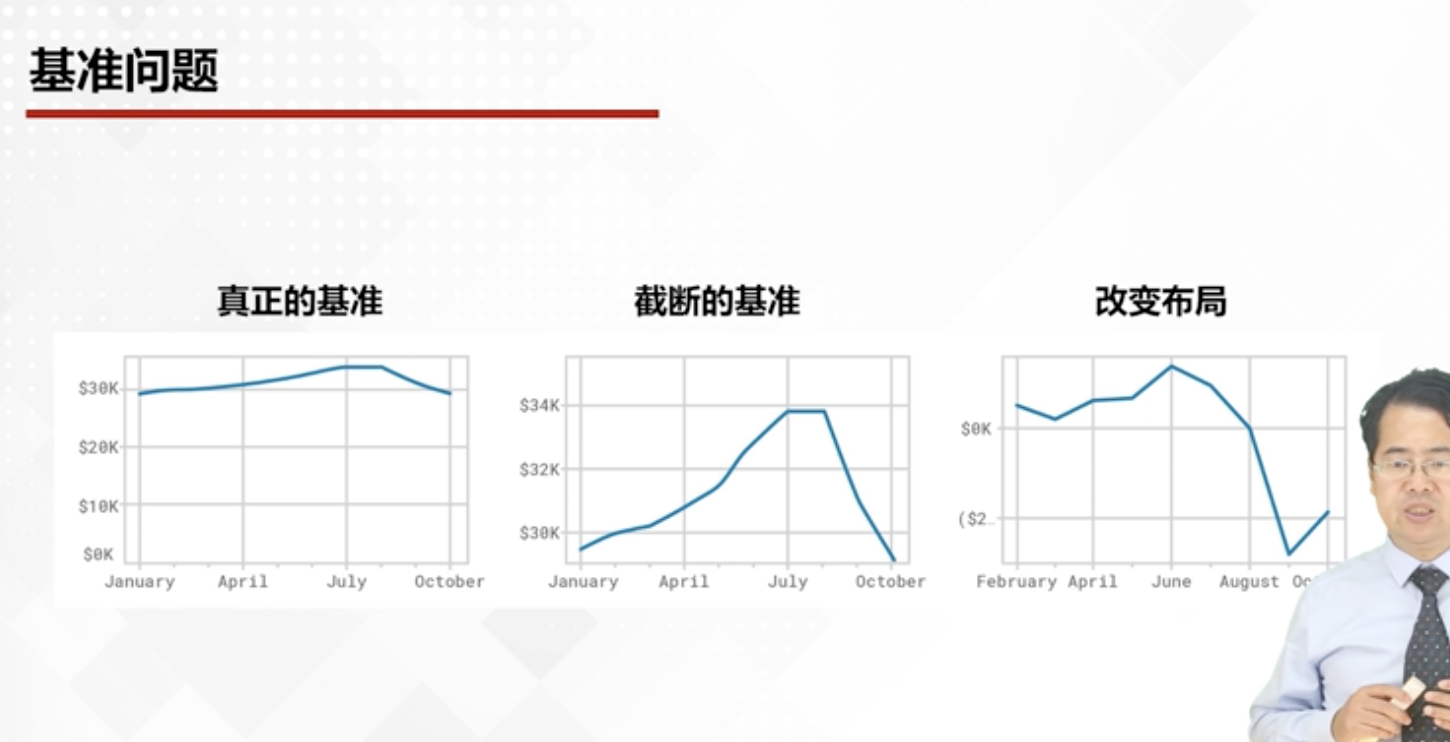 基准问题
真正的基准
截断的基准
改变布局
$30K
$20K
$10K
$0K
January April July October
$34K
$32K
$30K
January April July October
$0K
($2…
February April June August Oc